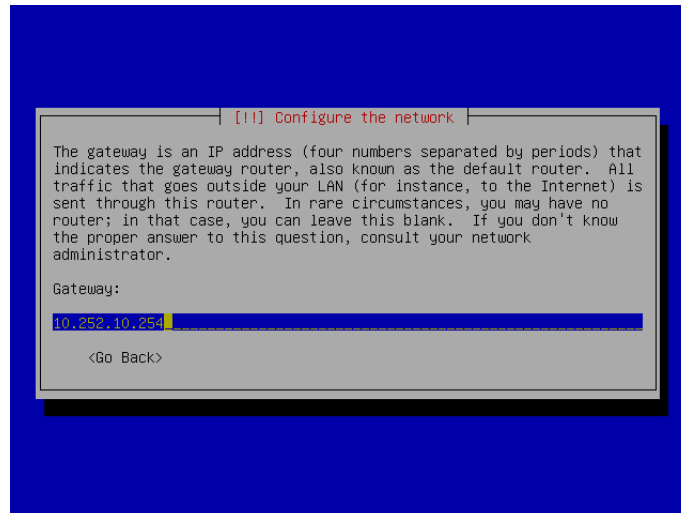 [!!] Configure the network
The gateway is an IP address (four numbers separated by periods) that
indicates the gateway router, also known as the default router.  All
traffic that goes outside your LAN (for instance, to the Internet) is
sent through this router.  In rare circumstances, you may have no
router; in that case, you can leave this blank.  If you don't know
the proper answer to this question, consult your network
administrator.
Gateway:
10.252.10.254
<Go Back>